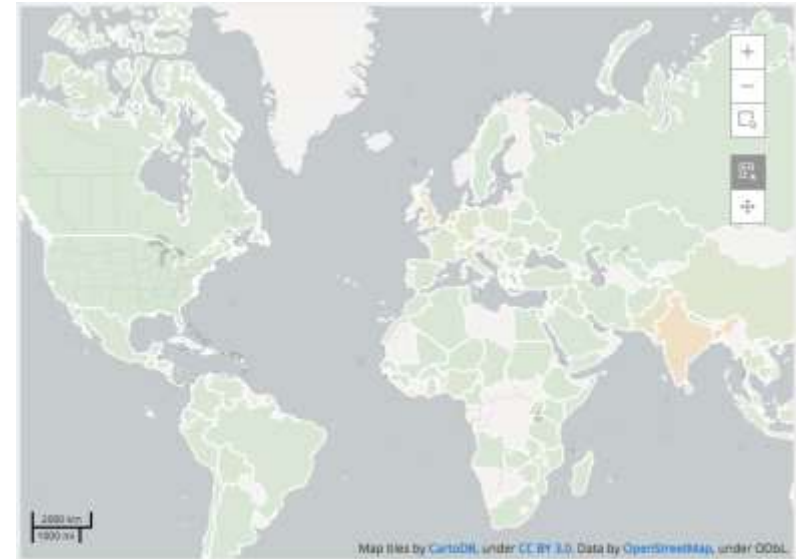 +
−
2000 km
1000 mi
Map tiles by CartoDB, under CC BY 3.0. Data by OpenStreetMap, under ODbL.